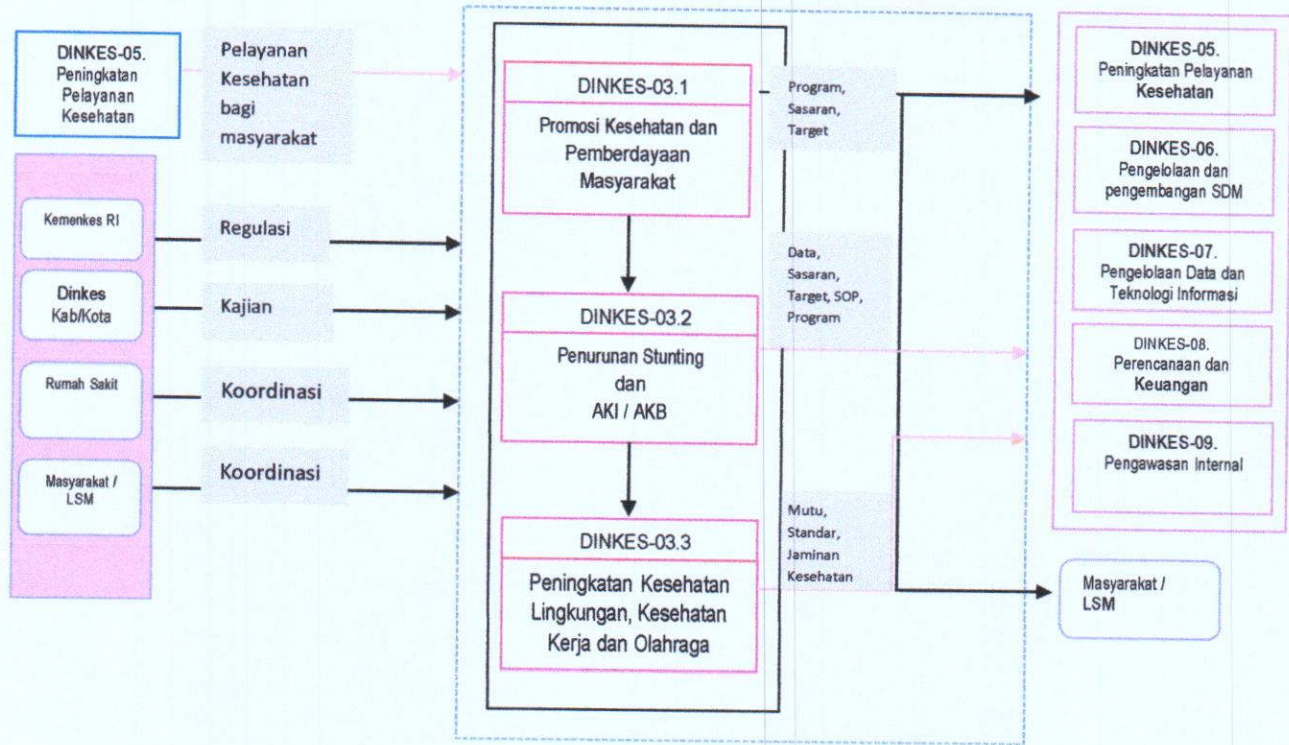 DINKES-05.
Peningkatan
Pelayanan
Kesehatan
Pelayanan
Kesehatan
bagi
masyarakat
Kemenkes RI
Regulasi
Dinkes
Kab/Kota
Kajian
Rumah Sakit
Koordinasi
Masyarakat /
LSM
Koordinasi
DINKES-03.1
Promosi Kesehatan dan
Pemberdayaan
Masyarakat
DINKES-03.2
Penurunan Stunting
dan
AKI / AKB
DINKES-03.3
Peningkatan Kesehatan
Lingkungan, Kesehatan
Kerja dan Olahraga
Program,
Sasaran,
Target
Data,
Sasaran,
Target, SOP,
Program
Mutu,
Standar,
Jaminan
Kesehatan
DINKES-05.
Peningkatan Pelayanan
Kesehatan
DINKES-06.
Pengelolaan dan
pengembangan SDM
DINKES-07.
Pengelolaan Data dan
Teknologi Informasi
DINKES-08.
Perencanaan dan
Keuangan
DINKES-09.
Pengawasan Internal
Masyarakat /
LSM